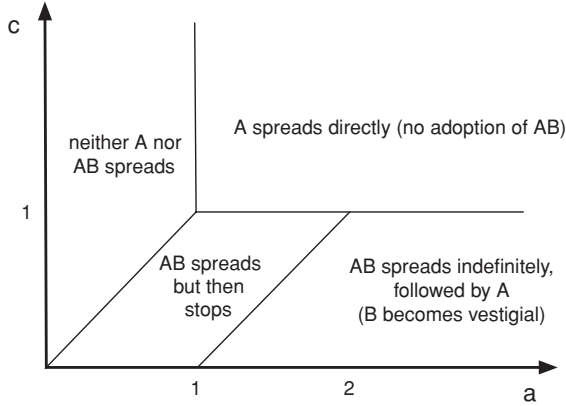 c
A spreads directly (no adoption of AB)
neither A nor
AB spreads
1
AB spreads
but then
stops
AB spreads indefinitely,
followed by A
(B becomes vestigial)
1
2
a